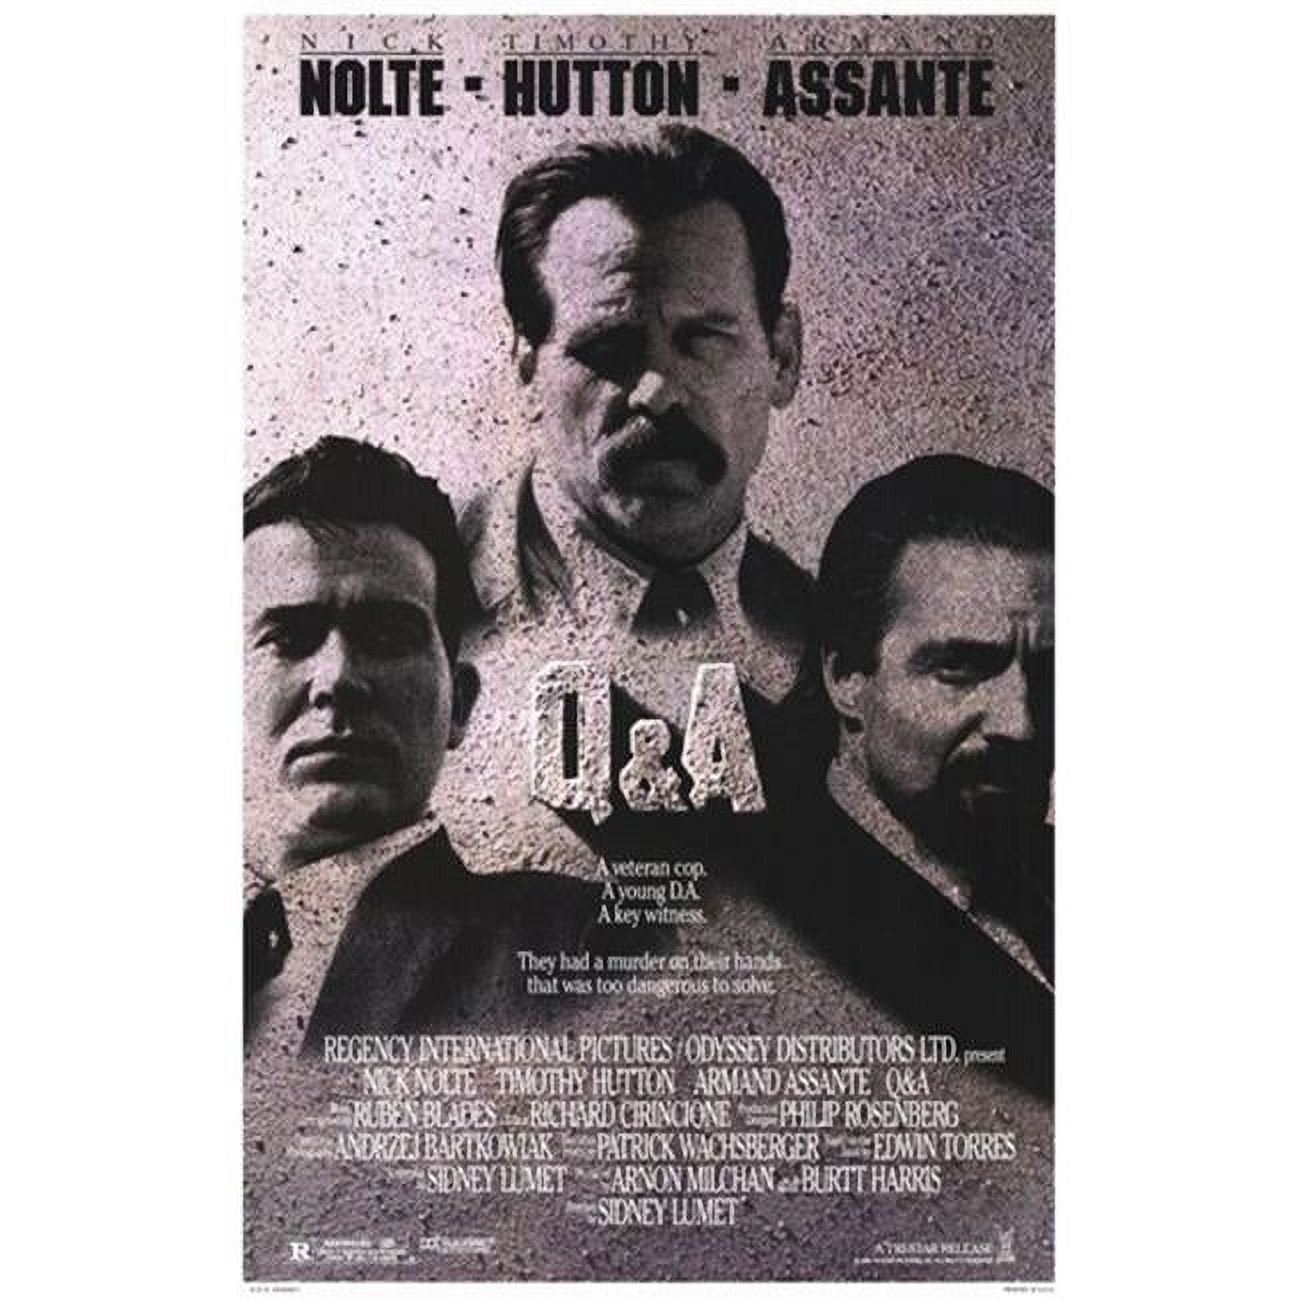 NICK TIMOTHY ARMAND
NOLTE · HUTTON · ASSANTE
Q&A
A veteran cop.
A young D.A.
A key witness.
They had a murder on their hands
that was too dangerous to solve.
REGENCY INTERNATIONAL PICTURES / ODYSSEY DISTRIBUTORS LTD. present
NICK NOLTE TIMOTHY HUTTON ARMAND ASSANTE Q&A
RUBEN BLADES RICHARD CIRINCIONE PHILIP ROSENBERG
ANDRZEJ BARTKOWIAK PATRICK WACHSBERGER EDWIN TORRES
SIDNEY LUMET ARNON MILCHAN BURTT HARRIS
SIDNEY LUMET
R
A TRI-STAR RELEASE